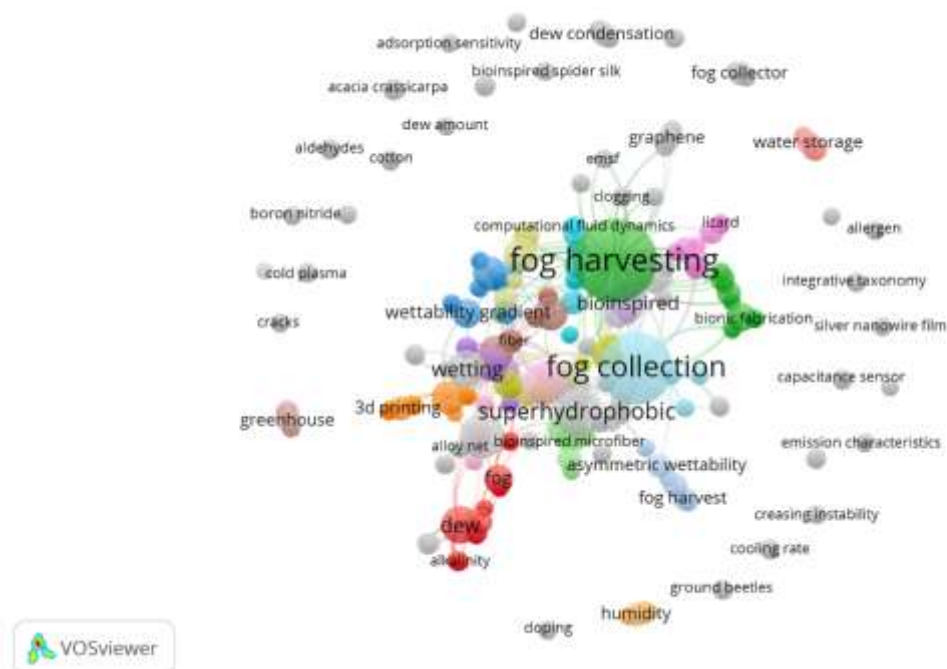 dew condensation
adsorption sensitivity
bioinspired spider silk
fog collector
acacia crassicarpa
dew amount
graphene
water storage
aldehydes
cotton
emsf
clogging
boron nitride
computational fluid dynamics
lizard
allergen
fog harvesting
cold plasma
integrative taxonomy
bioinspired
wettability gradient
bionic fabrication
cracks
silver nanowire film
fiber
fog collection
wetting
capacitance sensor
3d printing
superhydrophobic
greenhouse
alloy net
bioinspired microfiber
emission characteristics
asymmetric wettability
fog
fog harvest
creasing instability
dew
cooling rate
alkalinity
ground beetles
humidity
doping
VOSviewer